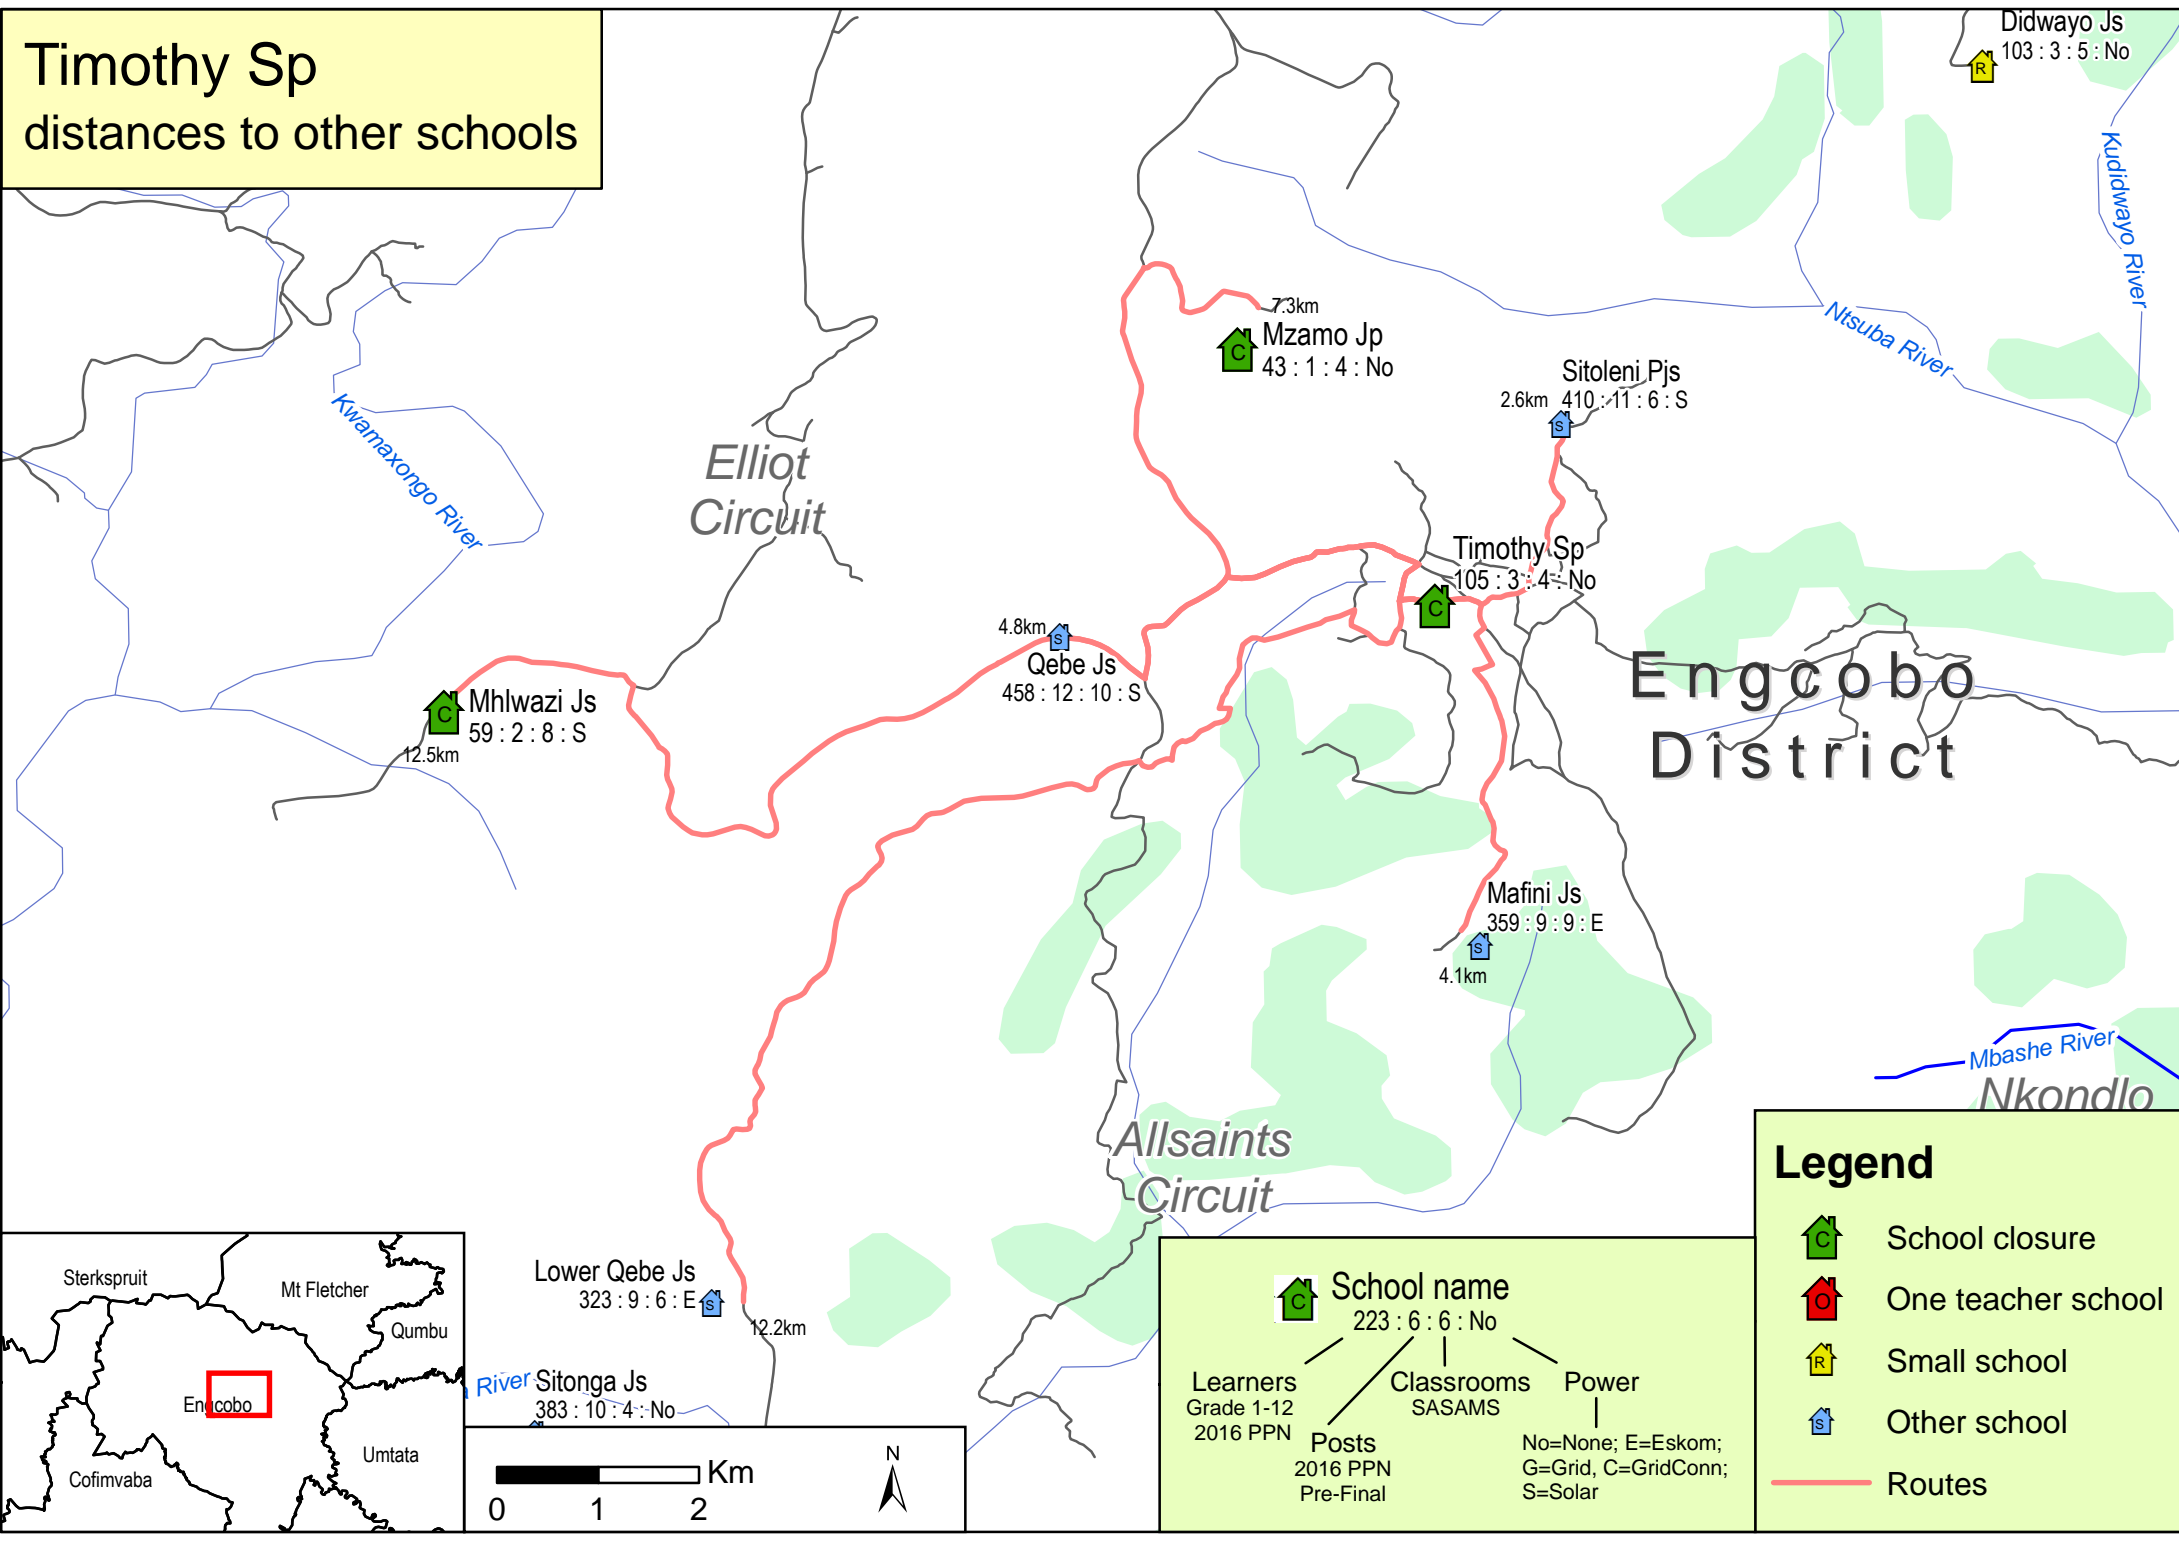 Timothy Sp
distances to other schools
Didwayo Js
103 : 3 : 5 : No
Kudidwayo River
7.3km
Mzamo Jp
43 : 1 : 4 : No
Ntsuba River
Sitoleni Pjs
2.6km 410 : 11 : 6 : S
Kwamaxongo River
Elliot
Circuit
Timothy Sp
105 : 3 : 4 : No
4.8km
Qebe Js
458 : 12 : 10 : S
Engcobo
District
Mhlwazi Js
59 : 2 : 8 : S
12.5km
Mafini Js
359 : 9 : 9 : E
4.1km
Mbashe River
Nkondlo
Allsaints
Circuit
Lower Qebe Js
323 : 9 : 6 : E
12.2km
River
Sitonga Js
383 : 10 : 4 : No
Sterkspruit
Mt Fletcher
Qumbu
Engcobo
Umtata
Cofimvaba
Km
0 1 2
N
C School name
223 : 6 : 6 : No
Learners
Grade 1-12
2016 PPN
Posts
2016 PPN
Pre-Final
Classrooms
SASAMS
Power
No=None; E=Eskom;
G=Grid, C=GridConn;
S=Solar
Legend
C School closure
O One teacher school
R Small school
S Other school
Routes